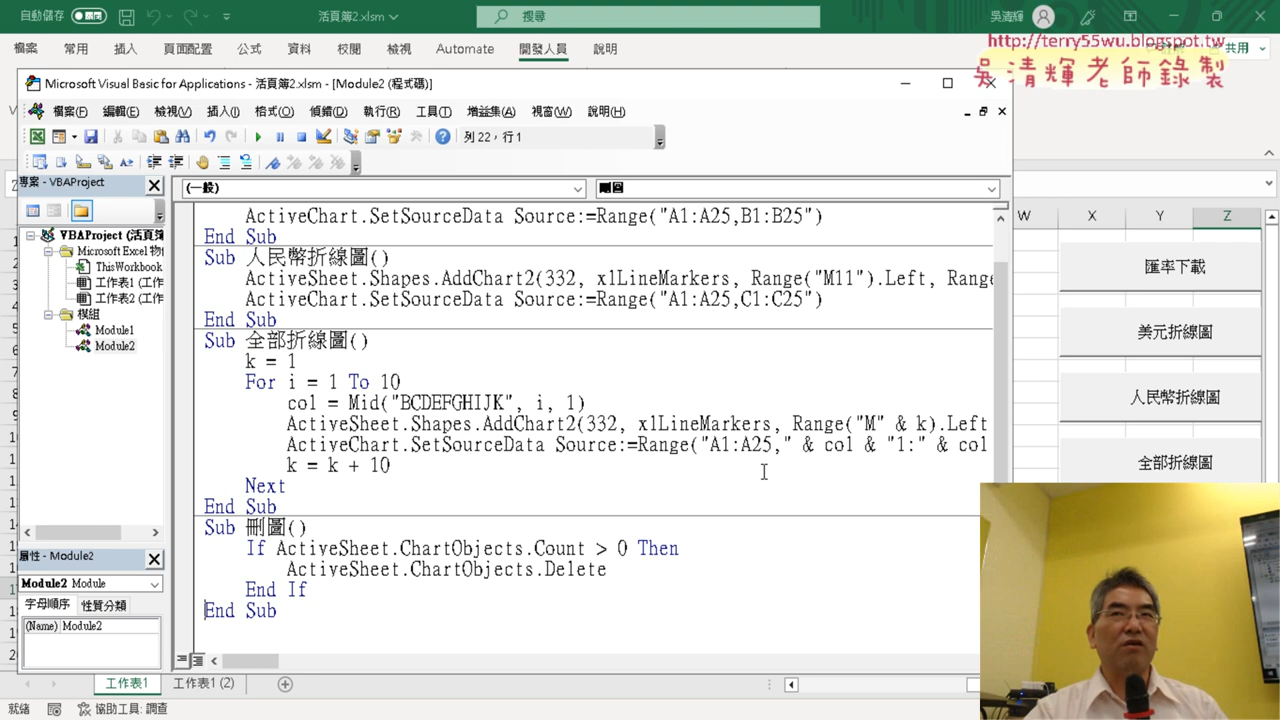 自動儲存
活頁簿2.xlsm
搜尋
吳清輝
檔案 常用 插入 頁面配置 公式 資料 校閱 檢視 Automate 開發人員 說明
共用
http://terry55wu.blogspot.tw
吳清輝老師錄製
Microsoft Visual Basic for Applications - 活頁簿2.xlsm - [Module2 (程式碼)]
檔案(F) 編輯(E) 檢視(V) 插入(I) 格式(O) 偵錯(D) 執行(R) 工具(T) 增益集(A) 視窗(W) 說明(H)
列 22，行 1
專案 - VBAProject
(一般)
刪圖
VBAProject (活頁簿
Microsoft Excel 物
ThisWorkbook
工作表1 (工作
工作表2 (工作
模組
Module1
Module2
屬性 - Module2
Module2 Module
字母順序 性質分類
(Name) Module2
ActiveChart.SetSourceData Source:=Range("A1:A25,B1:B25")
End Sub
Sub 人民幣折線圖()
ActiveSheet.Shapes.AddChart2(332, xlLineMarkers, Range("M11").Left, Range
ActiveChart.SetSourceData Source:=Range("A1:A25,C1:C25")
End Sub
Sub 全部折線圖()
k = 1
For i = 1 To 10
col = Mid("BCDEFGHIJK", i, 1)
ActiveSheet.Shapes.AddChart2(332, xlLineMarkers, Range("M" & k).Left
ActiveChart.SetSourceData Source:=Range("A1:A25," & col & "1:" & col
k = k + 10
Next
End Sub
Sub 刪圖()
If ActiveSheet.ChartObjects.Count > 0 Then
ActiveSheet.ChartObjects.Delete
End If
End Sub
W X Y Z
匯率下載
美元折線圖
人民幣折線圖
全部折線圖
工作表1 工作表1 (2)
就緒 協助工具: 調查